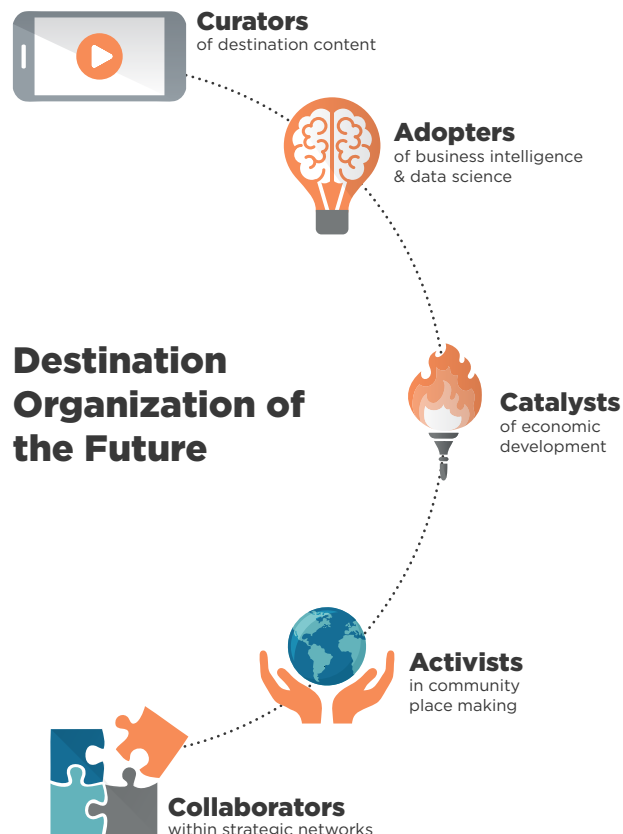 Curators
of destination content
Adopters
of business intelligence
& data science
Destination
Organization of
the Future
Catalysts
of economic
development
Activists
in community
place making
Collaborators
within strategic networks